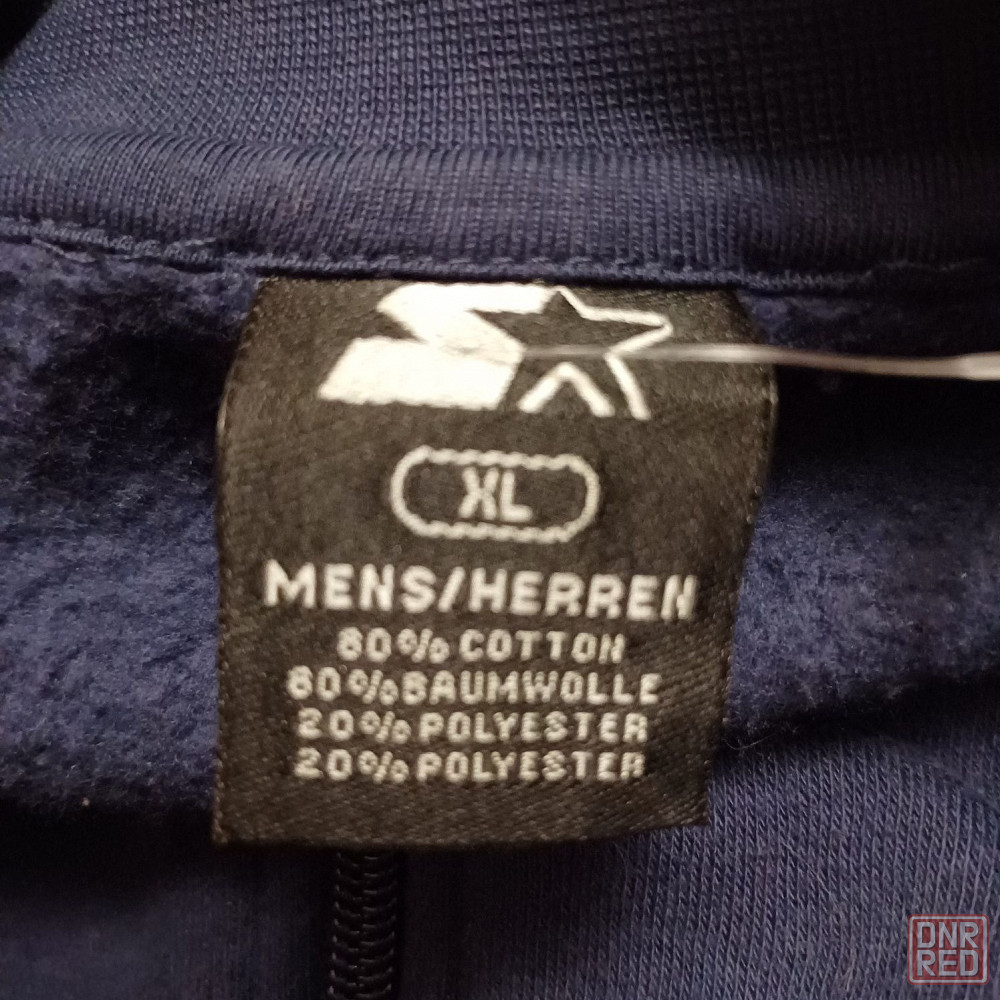 XL
MENS/HERREN
80% COTTON
80% BAUMWOLLE
20% POLYESTER
20% POLYESTER
DNR
RED